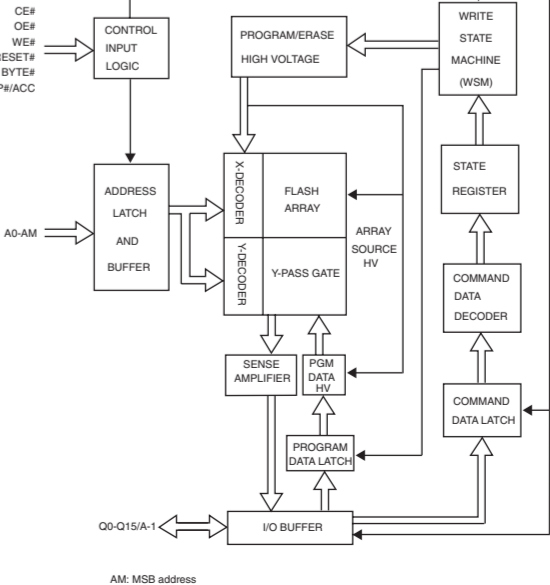 CE#
OE#
WE#
RESET#
BYTE#
P#/ACC
CONTROL
INPUT
LOGIC
PROGRAM/ERASE
HIGH VOLTAGE
WRITE
STATE
MACHINE
(WSM)
STATE
REGISTER
A0-AM
ADDRESS
LATCH
AND
BUFFER
X-DECODER
FLASH
ARRAY
Y-DECODER
Y-PASS GATE
ARRAY
SOURCE
HV
COMMAND
DATA
DECODER
SENSE
AMPLIFIER
PGM
DATA
HV
COMMAND
DATA LATCH
PROGRAM
DATA LATCH
Q0-Q15/A-1
I/O BUFFER
AM: MSB address